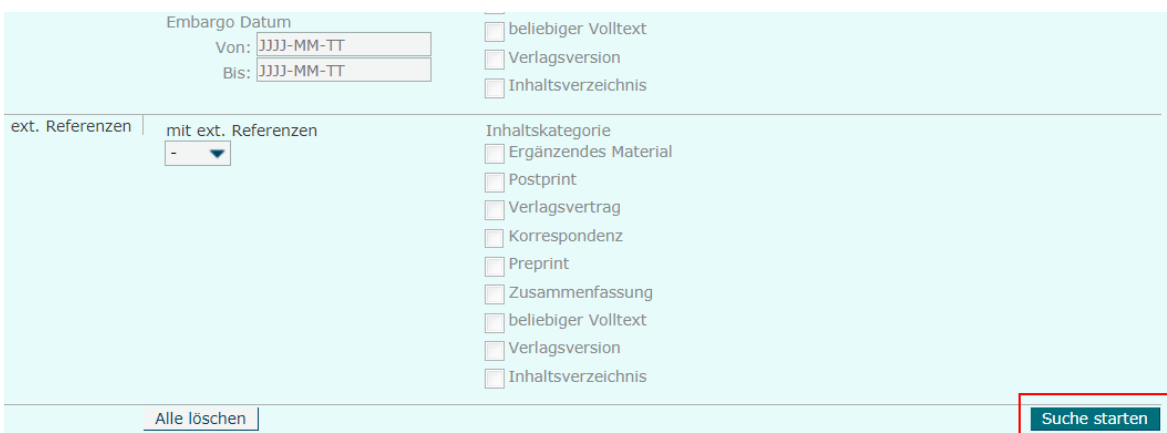 Embargo Datum
Von: JJJJ-MM-TT
Bis: JJJJ-MM-TT
beliebiger Volltext
Verlagsversion
Inhaltsverzeichnis
ext. Referenzen
mit ext. Referenzen
-
Inhaltskategorie
Ergänzendes Material
Postprint
Verlagsvertrag
Korrespondenz
Preprint
Zusammenfassung
beliebiger Volltext
Verlagsversion
Inhaltsverzeichnis
Alle löschen
Suche starten